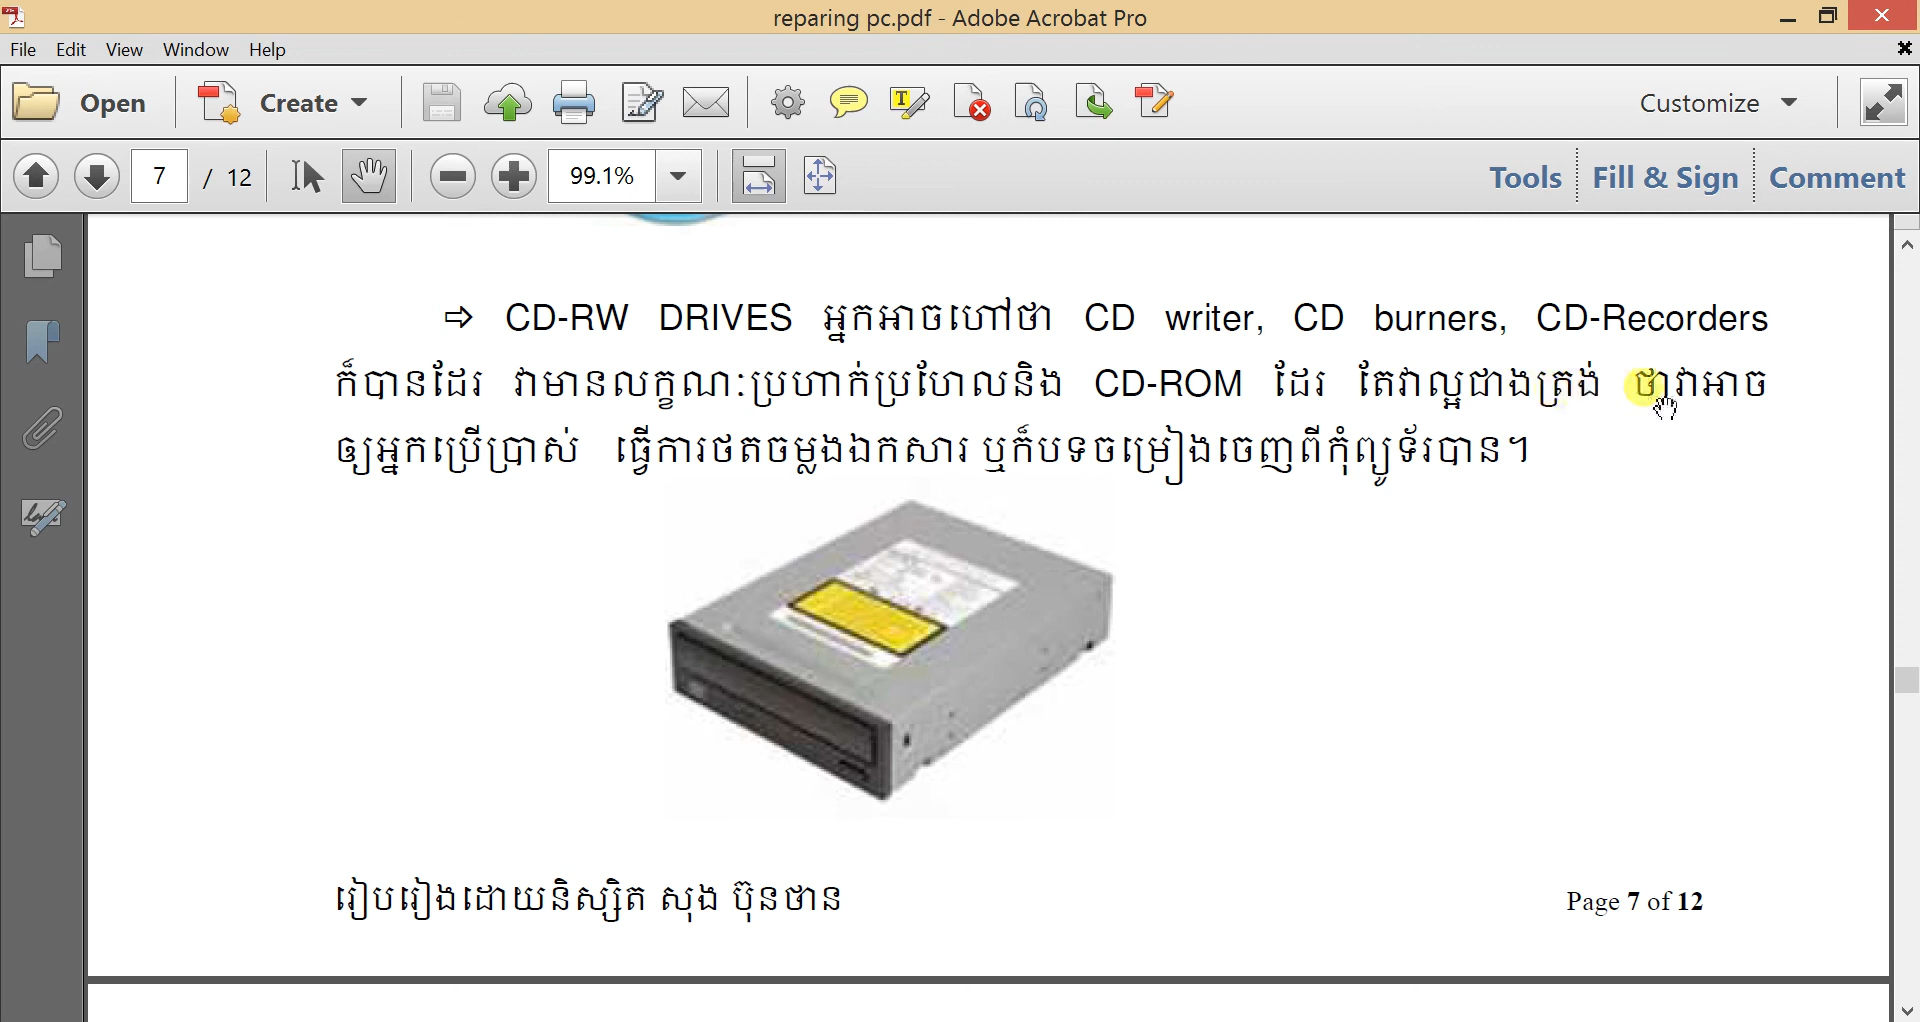 reparing pc.pdf - Adobe Acrobat Pro
File Edit View Window Help
Open Create Customize
7 / 12 99.1% Tools Fill & Sign Comment
⇨ CD-RW DRIVES អ្នកអាចហៅថា CD writer, CD burners, CD-Recorders
ក៏បានដែរ វាមានលក្ខណៈប្រហាក់ប្រហែលនិង CD-ROM ដែរ តែវាល្អជាងត្រង់ ថាវាអាច
ឲ្យអ្នកប្រើប្រាស់ ធ្វើការថតចម្លងឯកសារ ឬក៏បទចម្រៀងចេញពីកុំព្យូទ័របាន។
រៀបរៀងដោយនិស្សិត សុង ប៊ុនថាន
Page 7 of 12